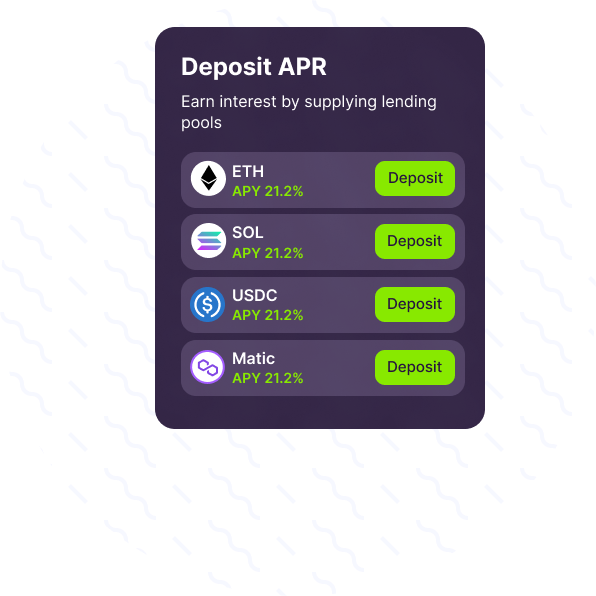 Deposit APR
Earn interest by supplying lending
pools
ETH
APY 21.2%
Deposit
SOL
APY 21.2%
Deposit
USDC
APY 21.2%
Deposit
Matic
APY 21.2%
Deposit